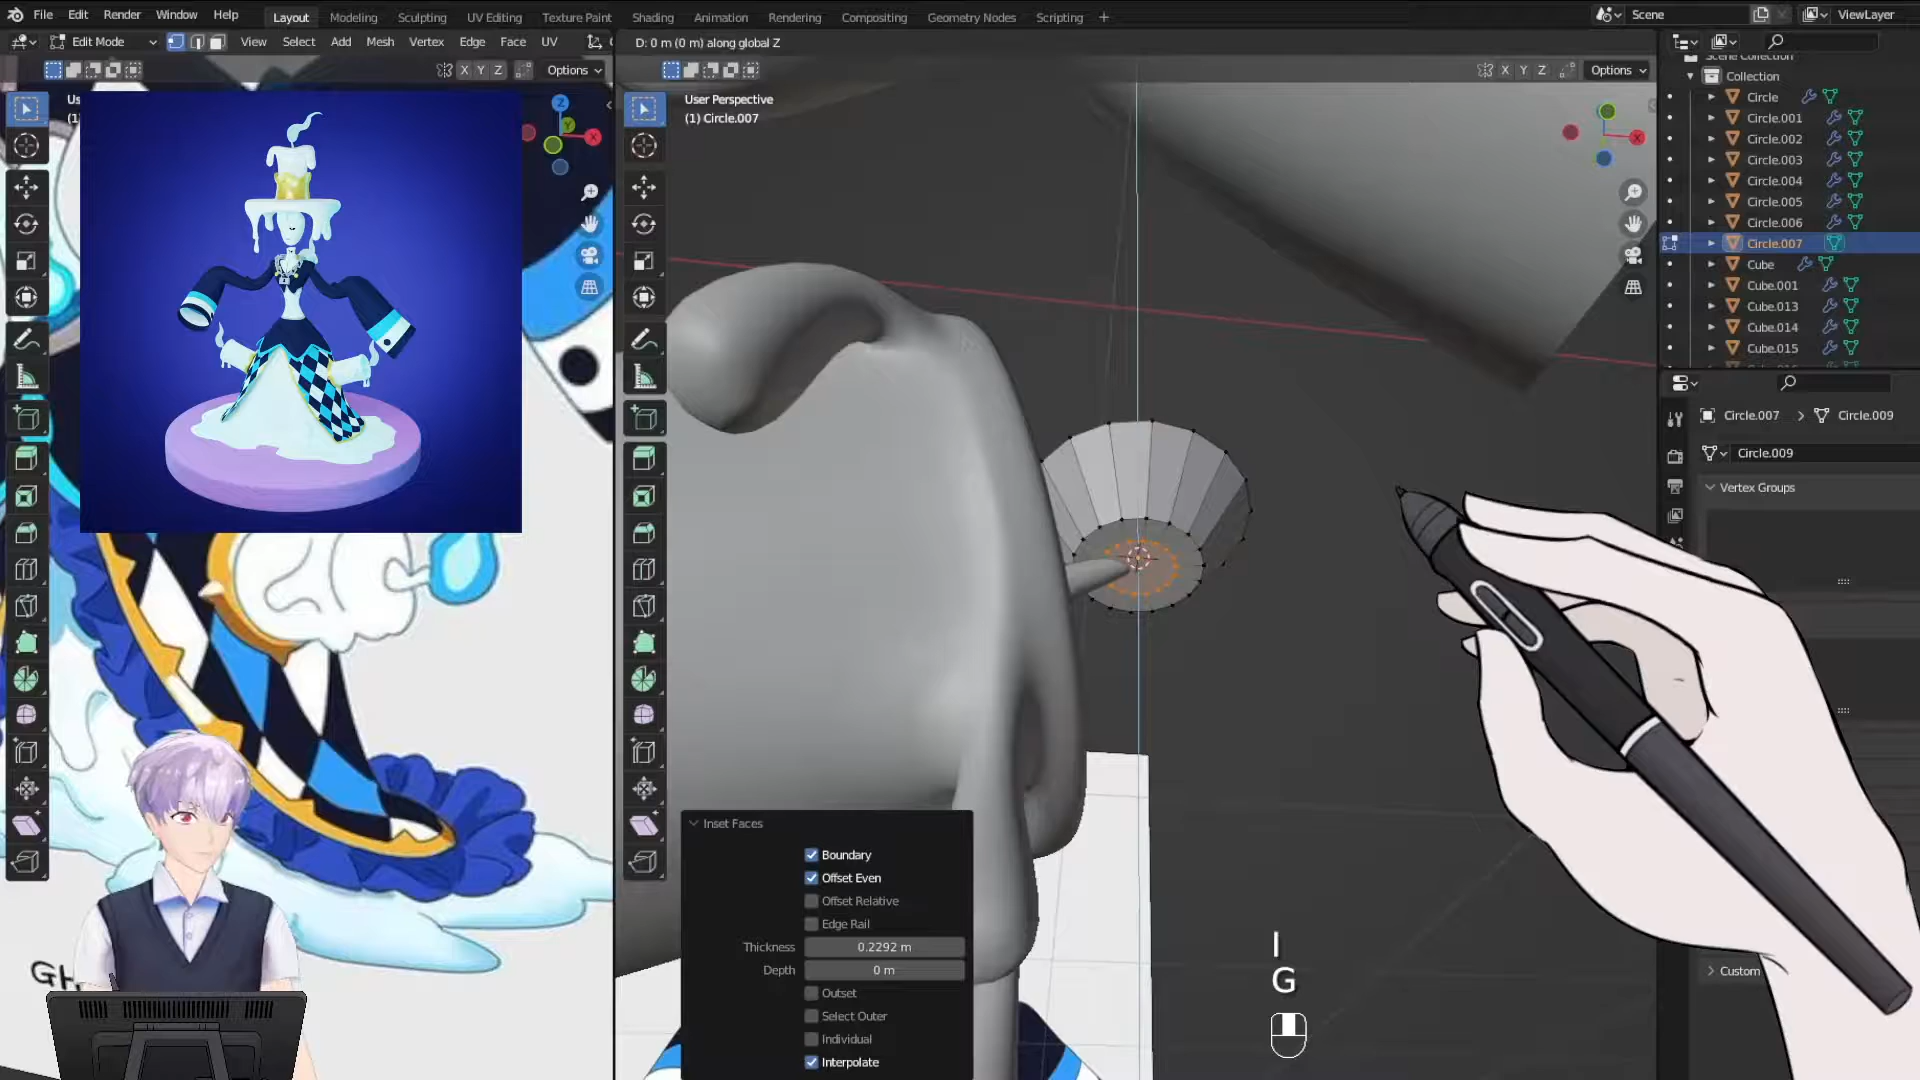 File Edit Render Window Help Layout Modeling Sculpting UV Editing Texture Paint Shading Animation Rendering Compositing Geometry Nodes Scripting + Scene ViewLayer
Edit Mode View Select Add Mesh Vertex Edge Face UV D: 0 m (0 m) along global Z
X Y Z Options X Y Z Options
Scene Collection
Collection
Circle
Circle.001
Circle.002
Circle.003
Circle.004
Circle.005
Circle.006
Circle.007
Cube
Cube.001
Cube.013
Cube.014
Cube.015
Us
(1)
Z
Y
X
User Perspective
(1) Circle.007
X
Circle.007 > Circle.009
Circle.009
Vertex Groups
Custom
GH
Inset Faces
Boundary
Offset Even
Offset Relative
Edge Rail
Thickness 0.2292 m
Depth 0 m
Outset
Select Outer
Individual
Interpolate
I
G